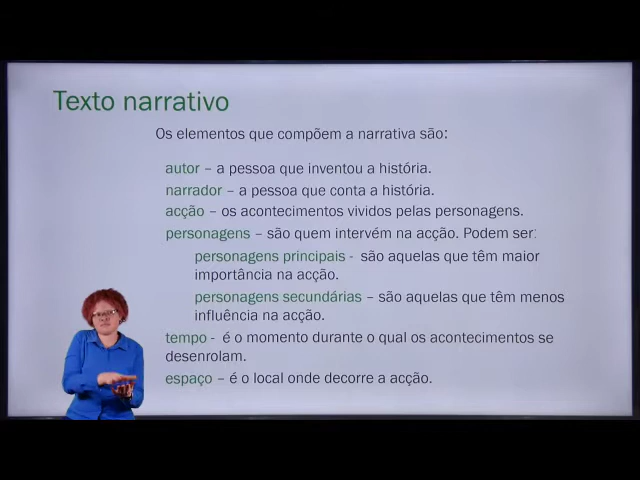 Texto narrativo
Os elementos que compõem a narrativa são:
autor – a pessoa que inventou a história.
narrador – a pessoa que conta a história.
acção – os acontecimentos vividos pelas personagens.
personagens – são quem intervém na acção. Podem ser:
personagens principais - são aquelas que têm maior
importância na acção.
personagens secundárias – são aquelas que têm menos
influência na acção.
tempo - é o momento durante o qual os acontecimentos se
desenrolam.
espaço – é o local onde decorre a acção.